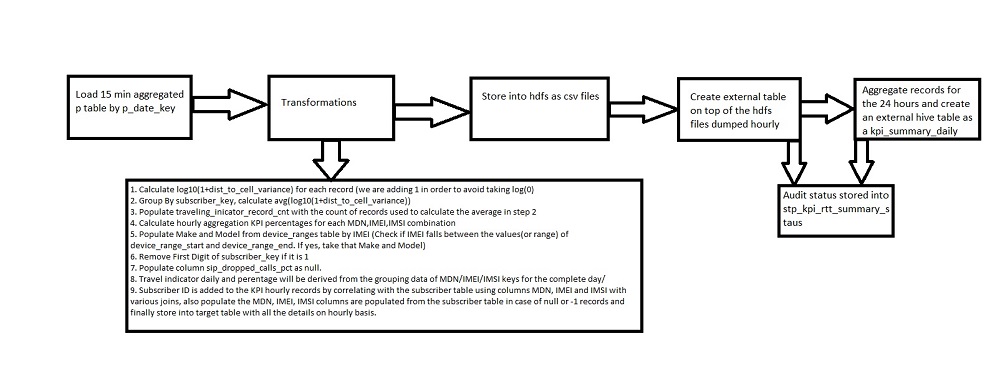 Load 15 min aggregated
p table by p_date_key
Transformations
Store into hdfs as csv files
Create external table
on top of the hdfs
files dumped hourly
Aggregate records for
the 24 hours and create
an external hive table as
a kpi_summary_daily
Audit status stored into
stp_kpi_rtt_summary_s
taus
1. Calculate log10(1+dist_to_cell_variance) for each record (we are adding 1 in order to avoid taking log(0)
2. Group By subscriber_key, calculate avg(log10(1+dist_to_cell_variance))
3. Populate traveling_inicator_record_cnt with the count of records used to calculate the average in step 2
4. Calculate hourly aggregation KPI percentages for each MDN,IMEI,IMSI combination
5. Populate Make and Model from device_ranges table by IMEI (Check if IMEI falls between the values(or range) of
device_range_start and device_range_end. If yes, take that Make and Model)
6. Remove First Digit of subscriber_key if it is 1
7. Populate column sip_dropped_calls_pct as null.
8. Travel indicator daily and perentage will be derived from the grouping data of MDN/IMEI/IMSI keys for the complete day/
9. Subscriber ID is added to the KPI hourly records by correlating with the subscriber table using columns MDN, IMEI and IMSI with
various joins, also populate the MDN, IMEI, IMSI columns are populated from the subscriber table in case of null or -1 records and
finally store into target table with all the details on hourly basis.